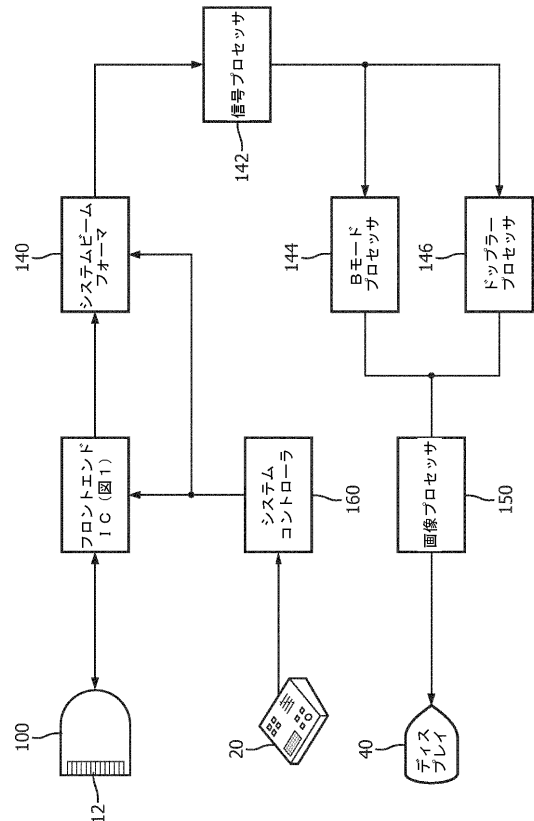 100
12
フロントエンド
ＩＣ（図１）
140
システムビーム
フォーマ
信号プロセッサ
142
20
システム
コントローラ
160
144
Ｂモード
プロセッサ
146
ドップラー
プロセッサ
40
ディス
プレイ
画像プロセッサ
150